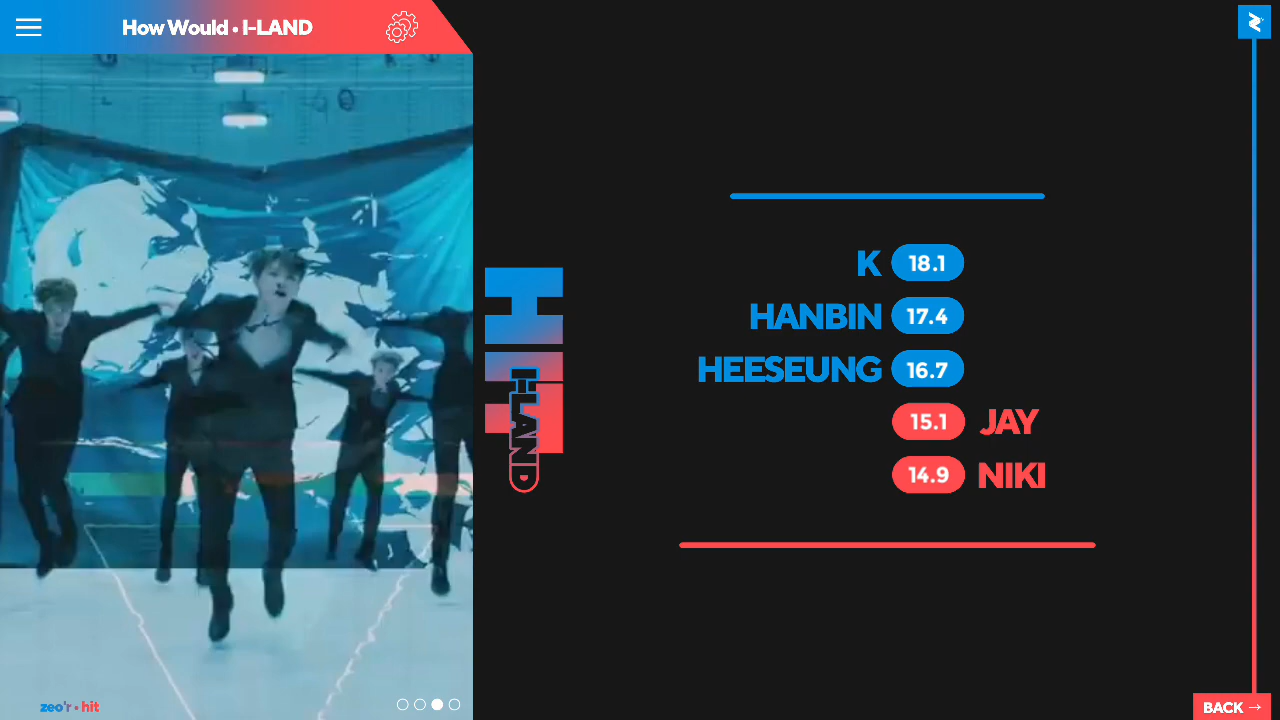 How Would • I-LAND
HIT
I-LAND
K 18.1
HANBIN 17.4
HEESEUNG 16.7
15.1 JAY
14.9 NIKI
zeo'r • hit
BACK →